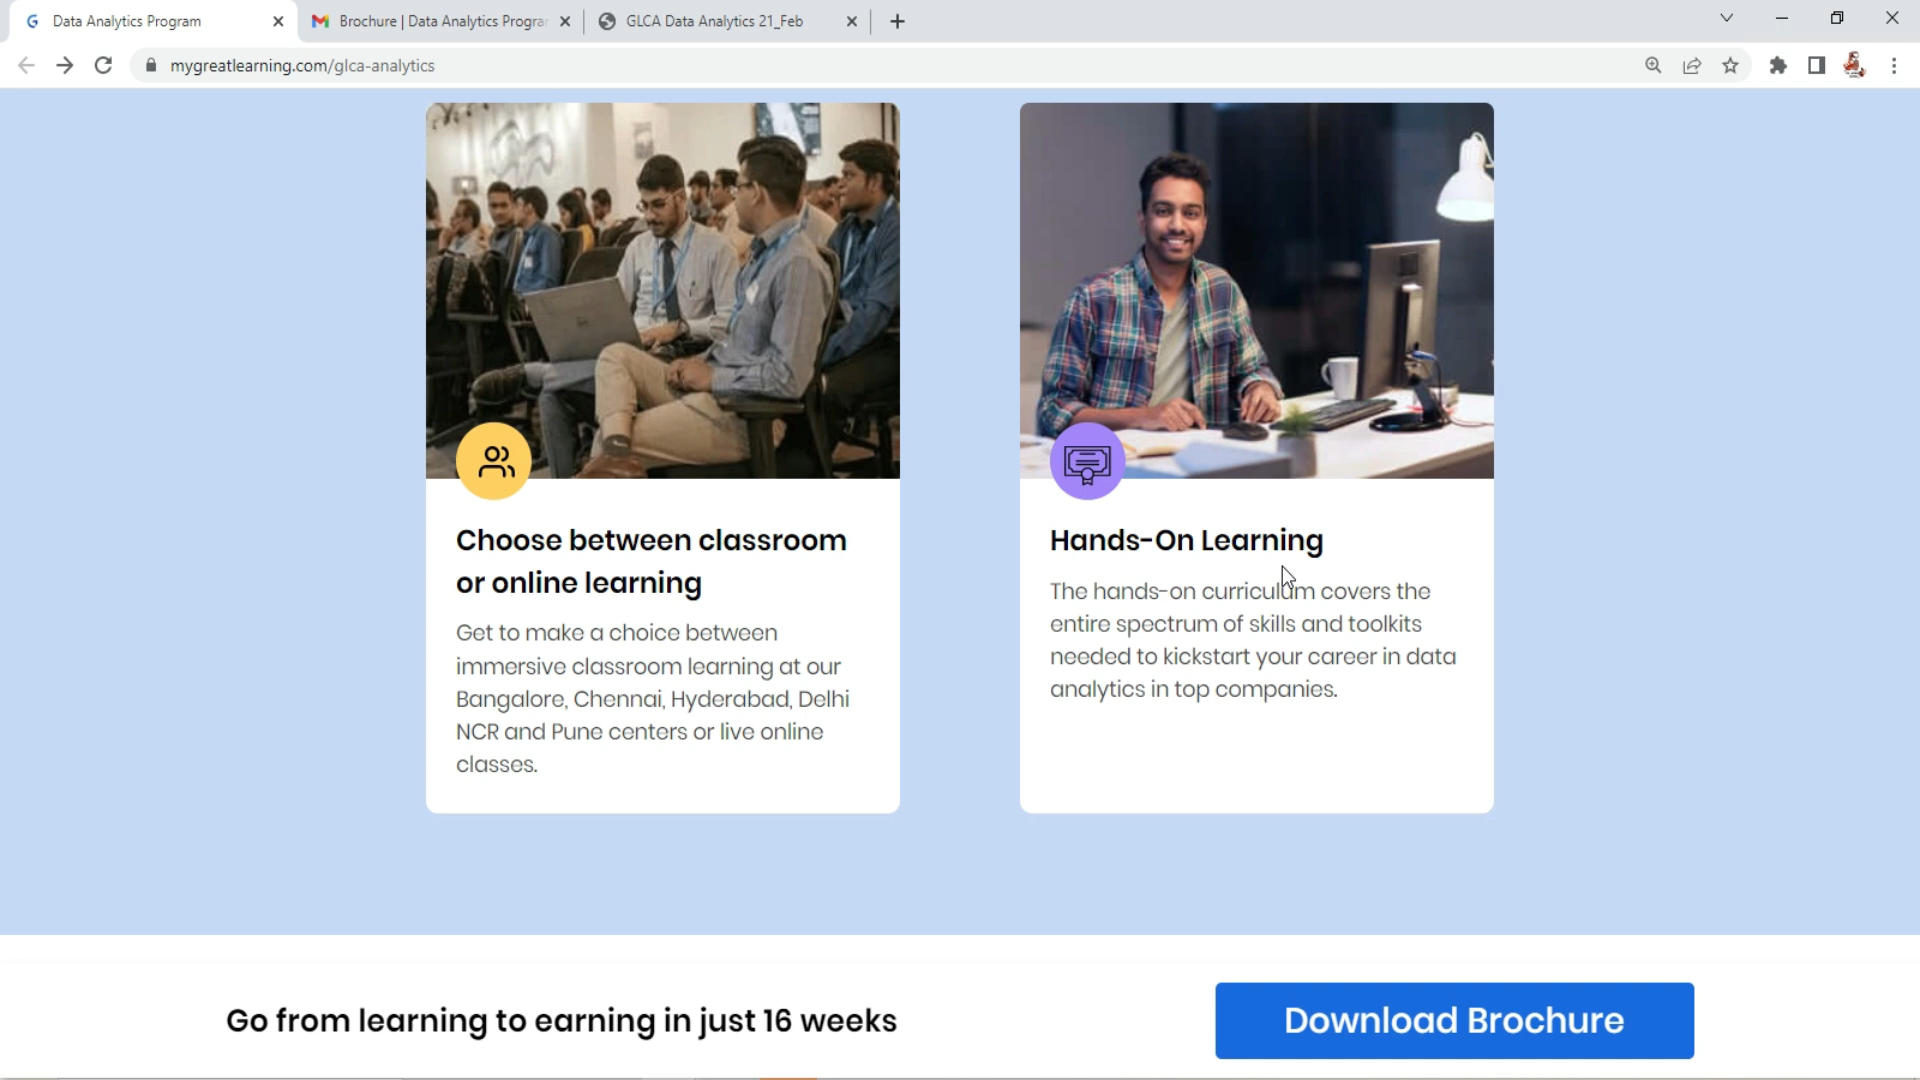 Data Analytics Program
Brochure | Data Analytics Program
GLCA Data Analytics 21_Feb
mygreatlearning.com/glca-analytics
Choose between classroom
or online learning
Get to make a choice between
immersive classroom learning at our
Bangalore, Chennai, Hyderabad, Delhi
NCR and Pune centers or live online
classes.
Hands-On Learning
The hands-on curriculum covers the
entire spectrum of skills and toolkits
needed to kickstart your career in data
analytics in top companies.
Go from learning to earning in just 16 weeks
Download Brochure